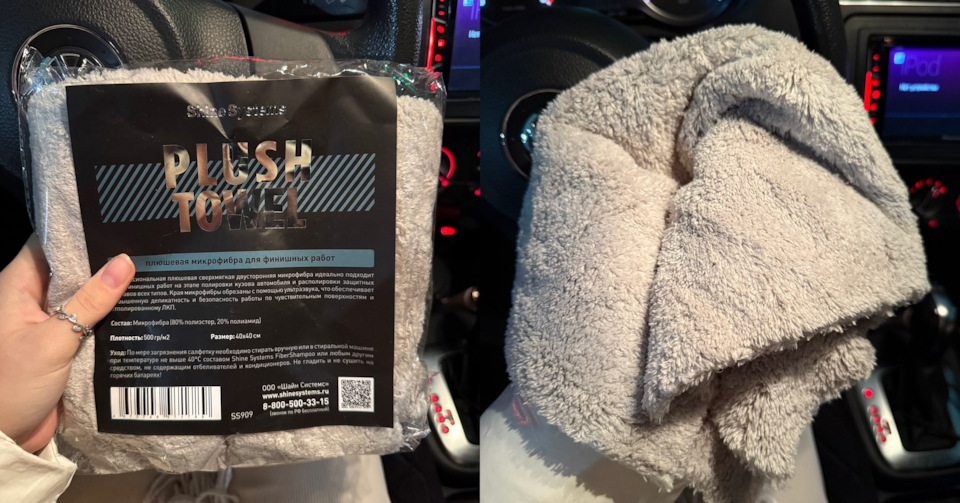 Shine Systems
PLUSH
TOWEL
плюшевая микрофибра для финишных работ
плюшевая сверхмягкая двусторонняя микрофибра идеально подходит
финишных работ на этапе полировки кузова автомобиля и располировки защитных
всех типов. Края микрофибры обрезаны с помощью ультразвука, что обеспечивает
деликатность и безопасность работы по чувствительным поверхностям и
ЛКП.
Состав: Микрофибра (80% полиэстер, 20% полиамид)
Плотность: 500 гр/м2 Размер: 40х40 см
Уход: По мере загрязнения салфетку необходимо стирать вручную или в стиральной машине
при температуре не выше 40°С составом Shine Systems FiberShampoo или любым другим
средством, не содержащим отбеливателей и кондиционеров. Не гладить и не сушить на
горячих батареях!
ООО «Шайн Системс»
www.shinesystems.ru
8-800-500-33-15
(звонок по РФ бесплатный)
SS909
iPod